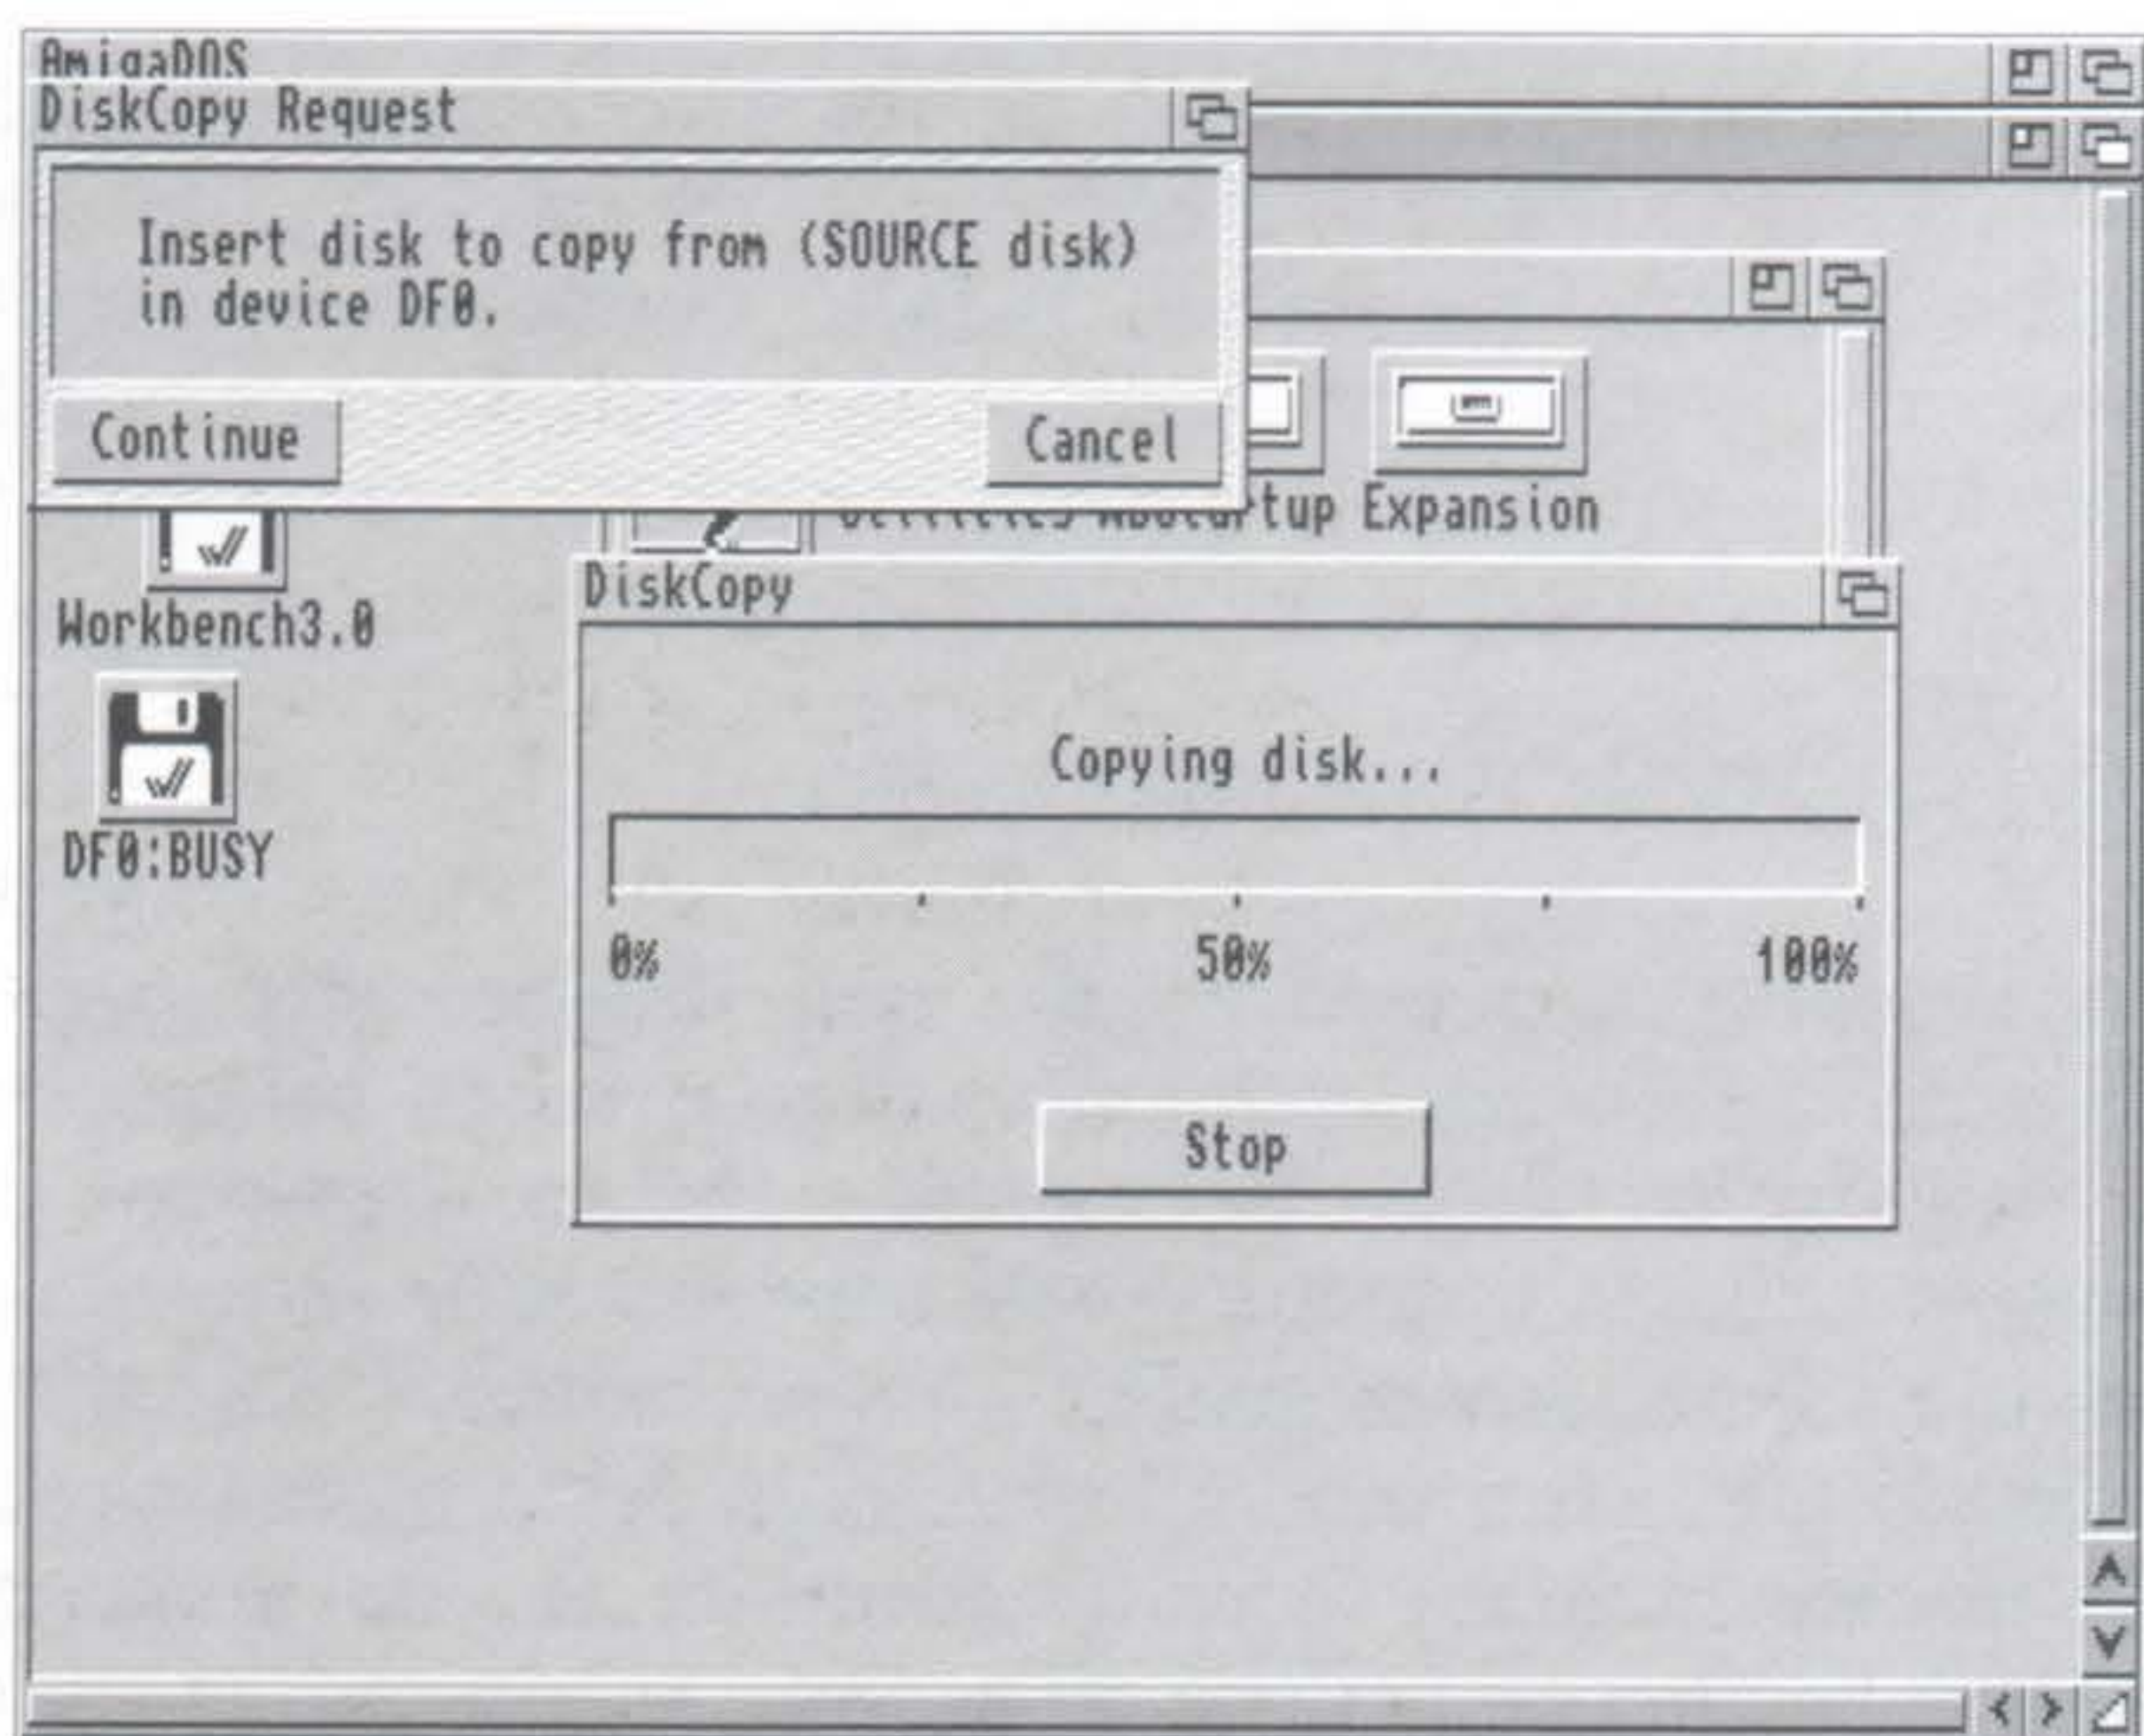 AmigaDOS
DiskCopy Request
Insert disk to copy from (SOURCE disk)
in device DF0.
Continue
Cancel
Expansion
Workbench3.0
DF0:BUSY
DiskCopy
Copying disk...
0%
50%
100%
Stop